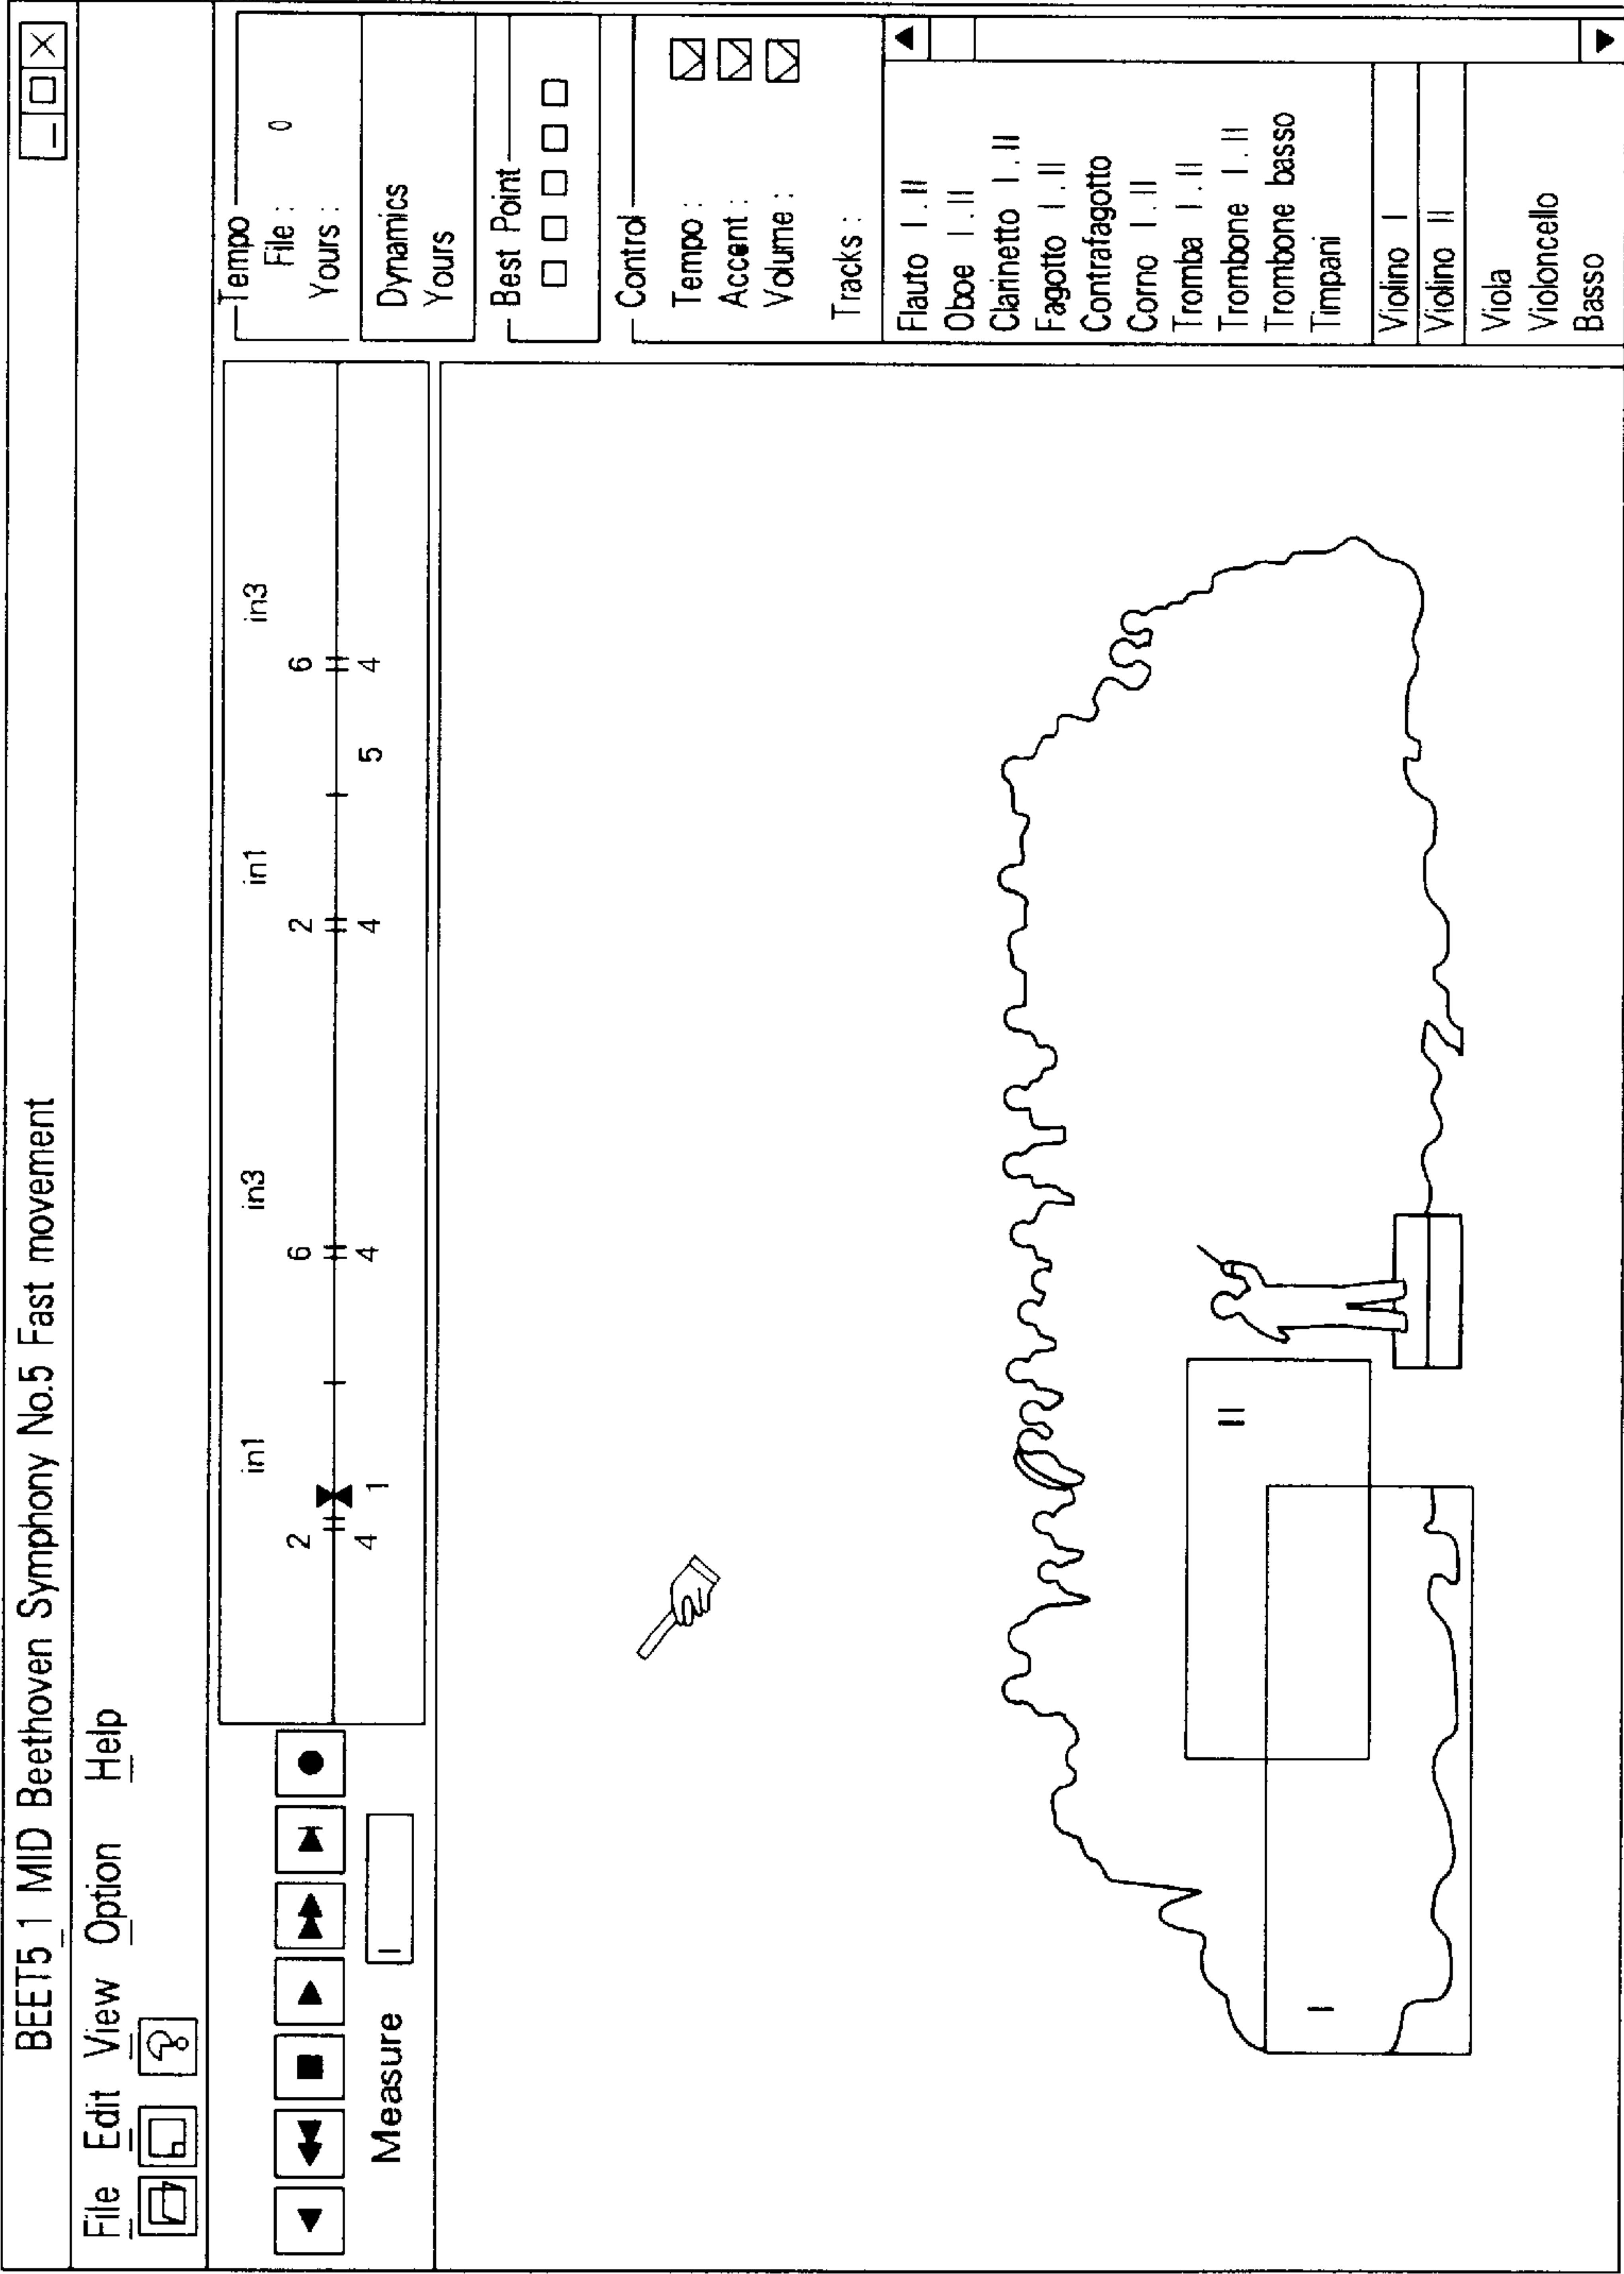 BEET5_1 MID Beethoven Symphony No.5 Fast movement
File Edit View Option Help
Measure
I
in1 in3 in1 in3
2 6 2 6
4 1 4 4 5 4
Tempo
File : 0
Yours :
Dynamics
Yours
Best Point
Control
Tempo :
Accent :
Volume :
Tracks :
Flauto I.II
Oboe I.II
Clarinetto I.II
Fagotto I.II
Contrafagotto
Corno I.II
Tromba I.II
Trombone I.II
Trombone basso
Timpani
Violino I
Violino II
Viola
Violoncello
Basso
II
I